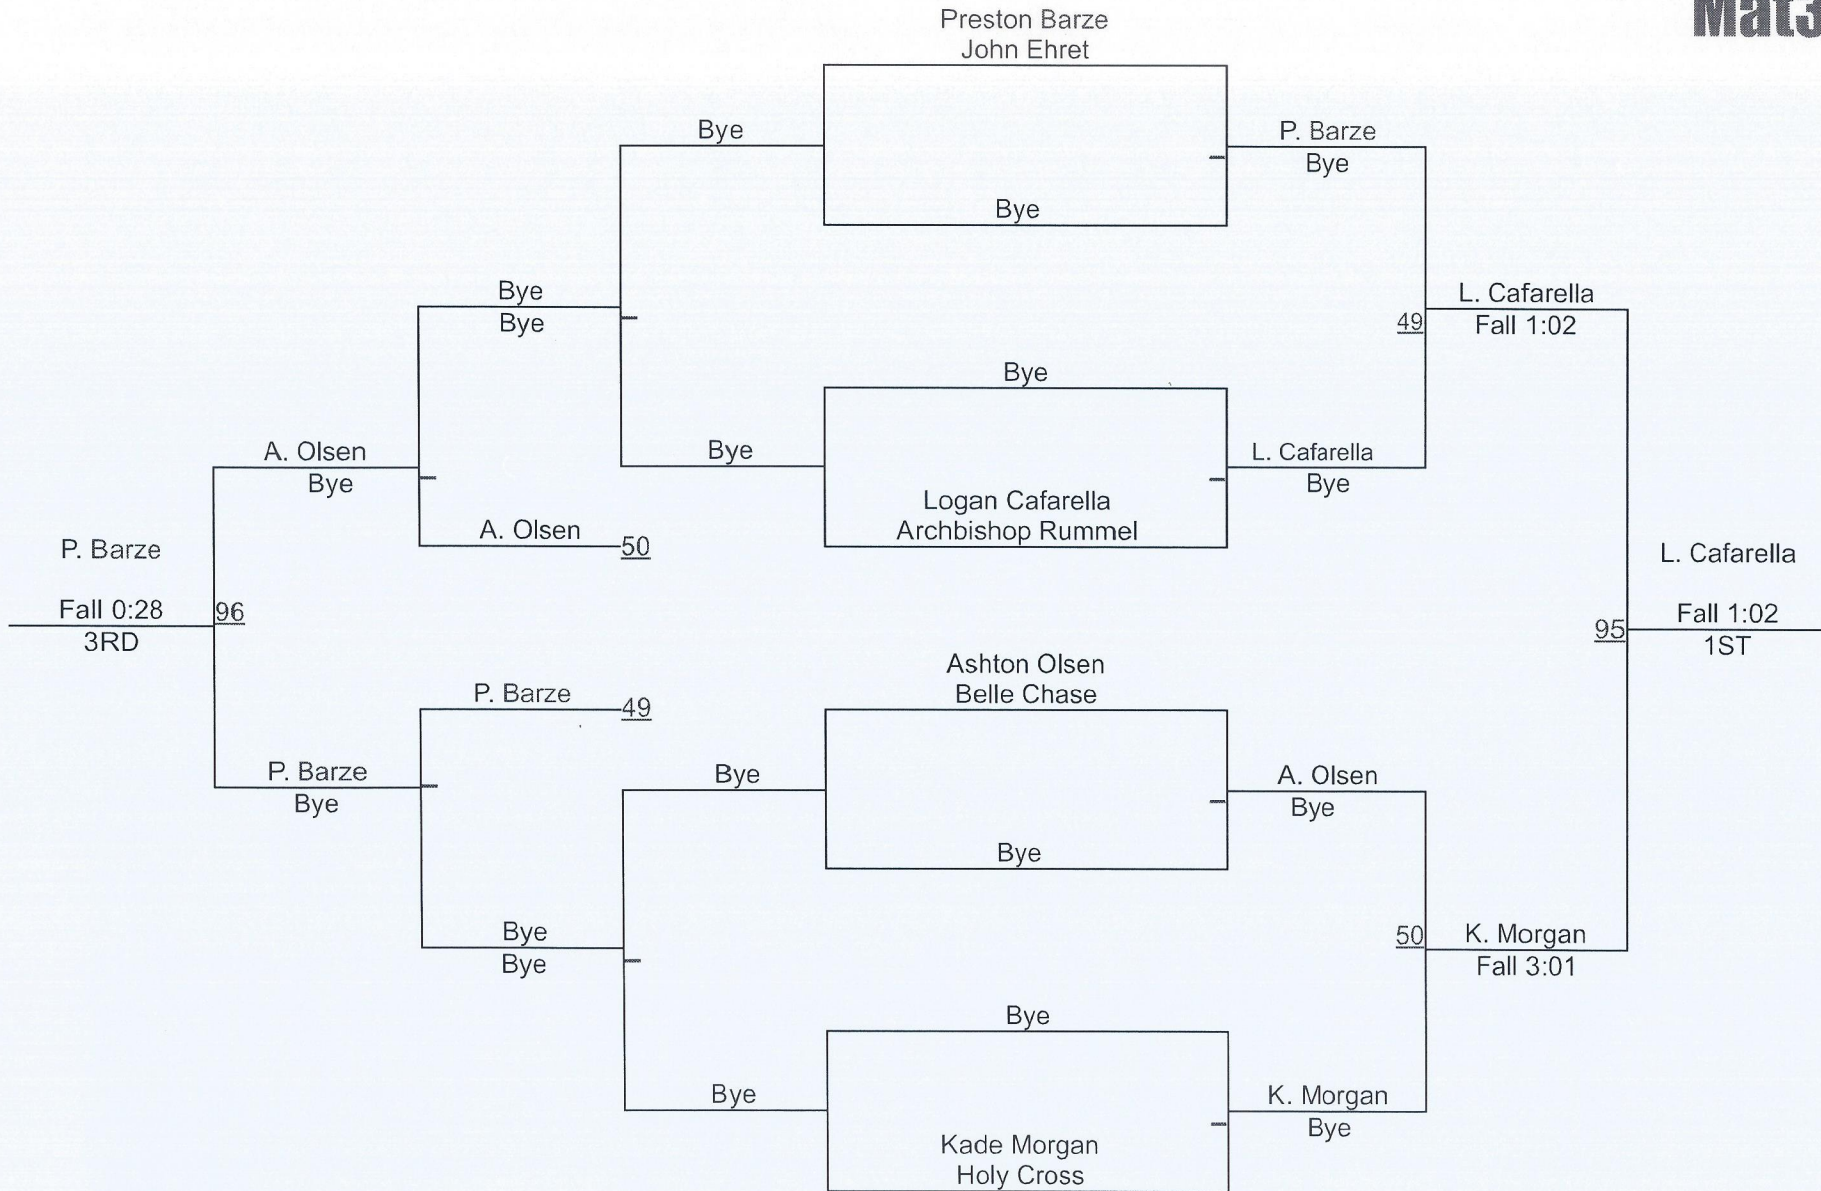 Mat3
Preston Barze
John Ehret
Bye
P. Barze
Bye
Bye
Bye
Bye
L. Cafarella
49
Fall 1:02
Bye
A. Olsen
Bye
Bye
L. Cafarella
Bye
Logan Cafarella
Archbishop Rummel
A. Olsen
50
P. Barze
Fall 0:28
96
3RD
L. Cafarella
95
Fall 1:02
1ST
Ashton Olsen
Belle Chase
P. Barze
49
P. Barze
Bye
Bye
A. Olsen
Bye
Bye
Bye
Bye
50
K. Morgan
Fall 3:01
Bye
Bye
K. Morgan
Bye
Kade Morgan
Holy Cross